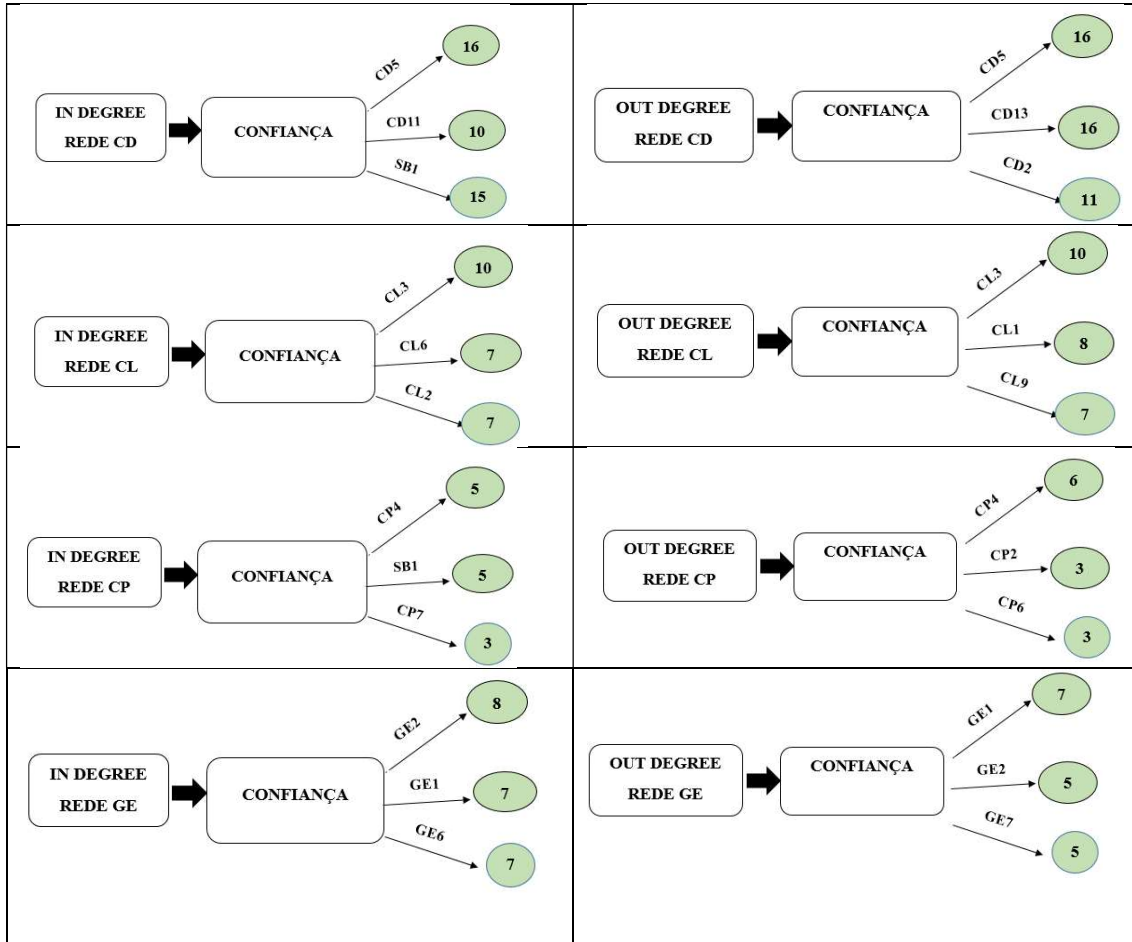 IN DEGREE
REDE CD
CONFIANÇA
CD5
16
CD11
10
SB1
15
OUT DEGREE
REDE CD
CONFIANÇA
CD5
16
CD13
16
CD2
11
IN DEGREE
REDE CL
CONFIANÇA
CL3
10
CL6
7
CL2
7
OUT DEGREE
REDE CL
CONFIANÇA
CL3
10
CL1
8
CL9
7
IN DEGREE
REDE CP
CONFIANÇA
CP4
5
SB1
5
CP7
3
OUT DEGREE
REDE CP
CONFIANÇA
CP4
6
CP2
3
CP6
3
IN DEGREE
REDE GE
CONFIANÇA
GE2
8
GE1
7
GE6
7
OUT DEGREE
REDE GE
CONFIANÇA
GE1
7
GE2
5
GE7
5